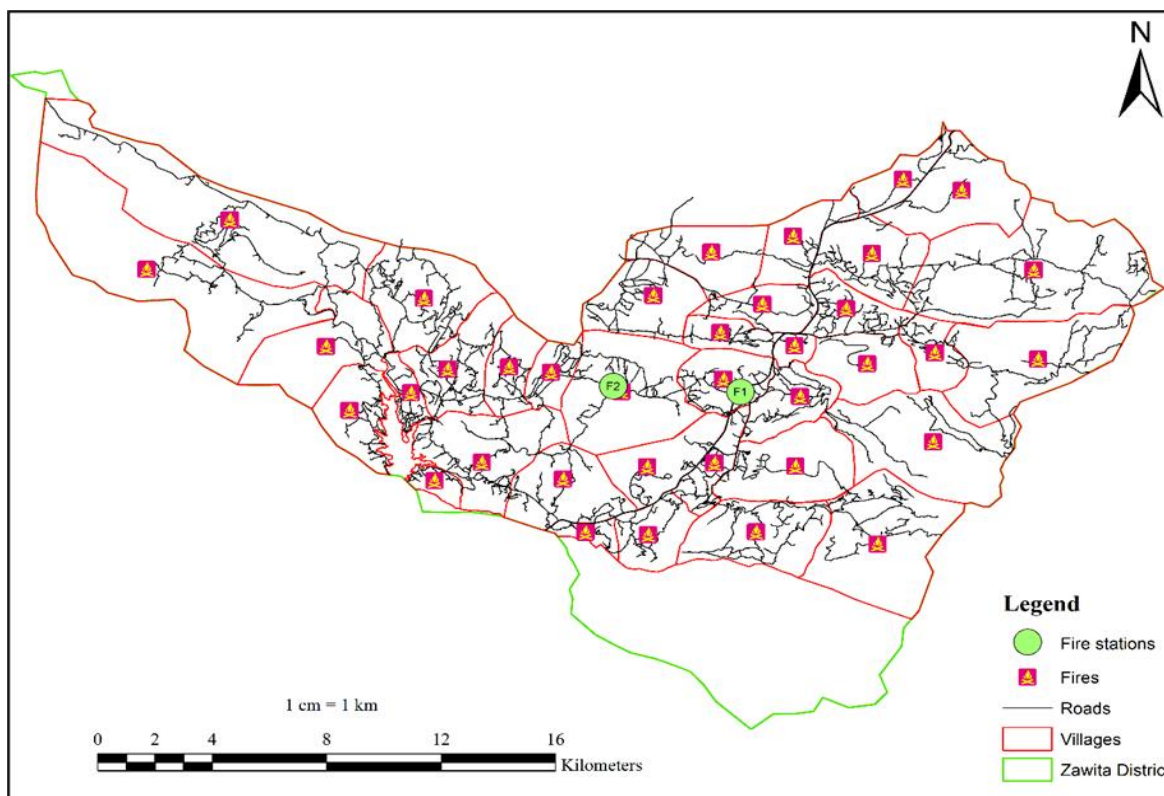 N
F2
F1
Legend
Fire stations
Fires
Roads
Villages
Zawita District
1 cm = 1 km
0 2 4 8 12 16
Kilometers